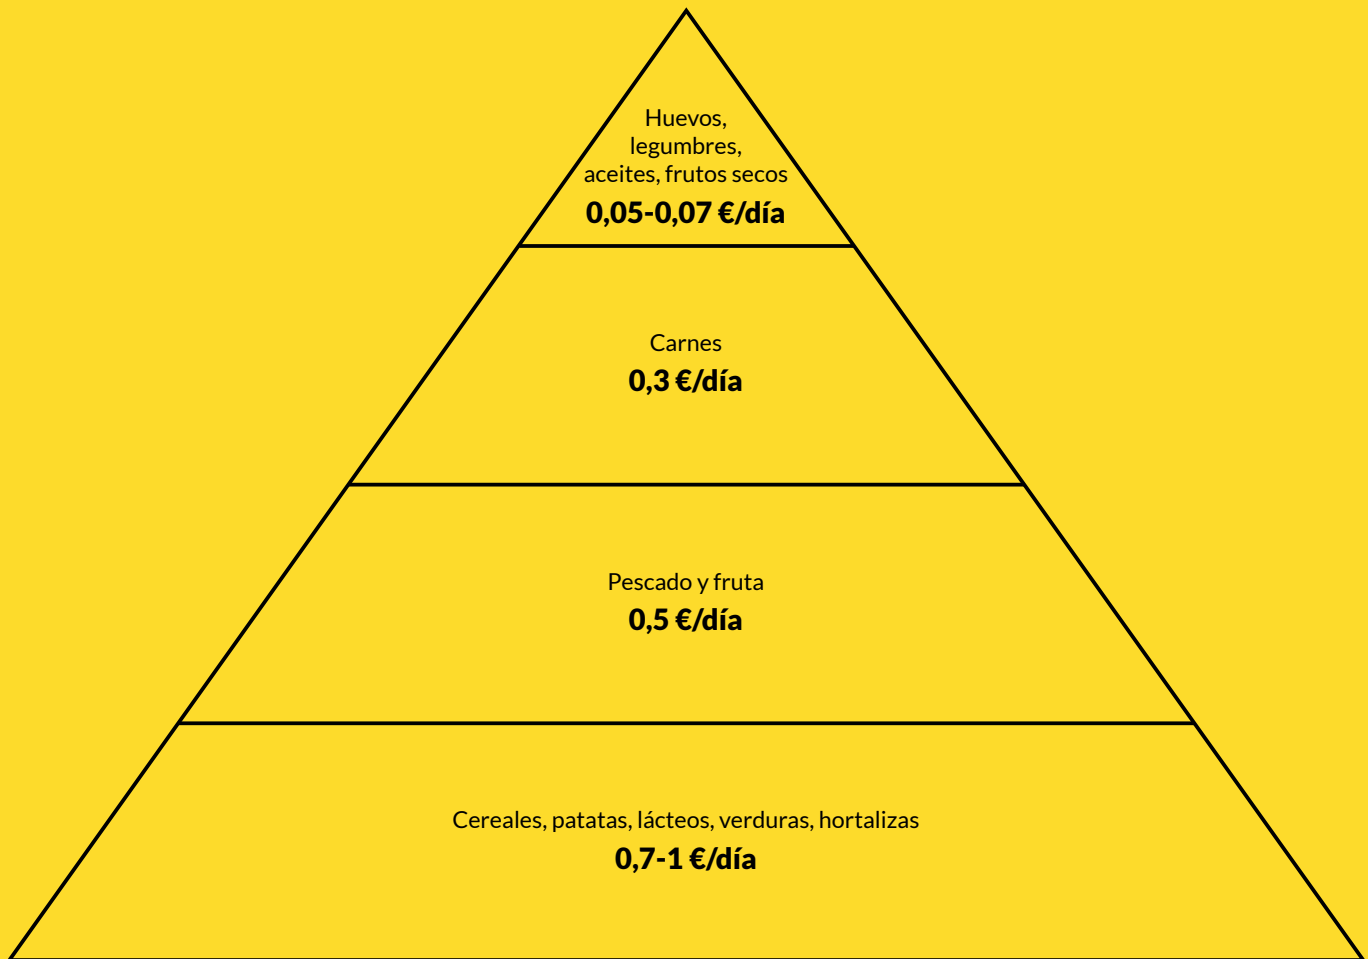 Huevos,
legumbres,
aceites, frutos secos
0,05-0,07 €/día
Carnes
0,3 €/día
Pescado y fruta
0,5 €/día
Cereales, patatas, lácteos, verduras, hortalizas
0,7-1 €/día